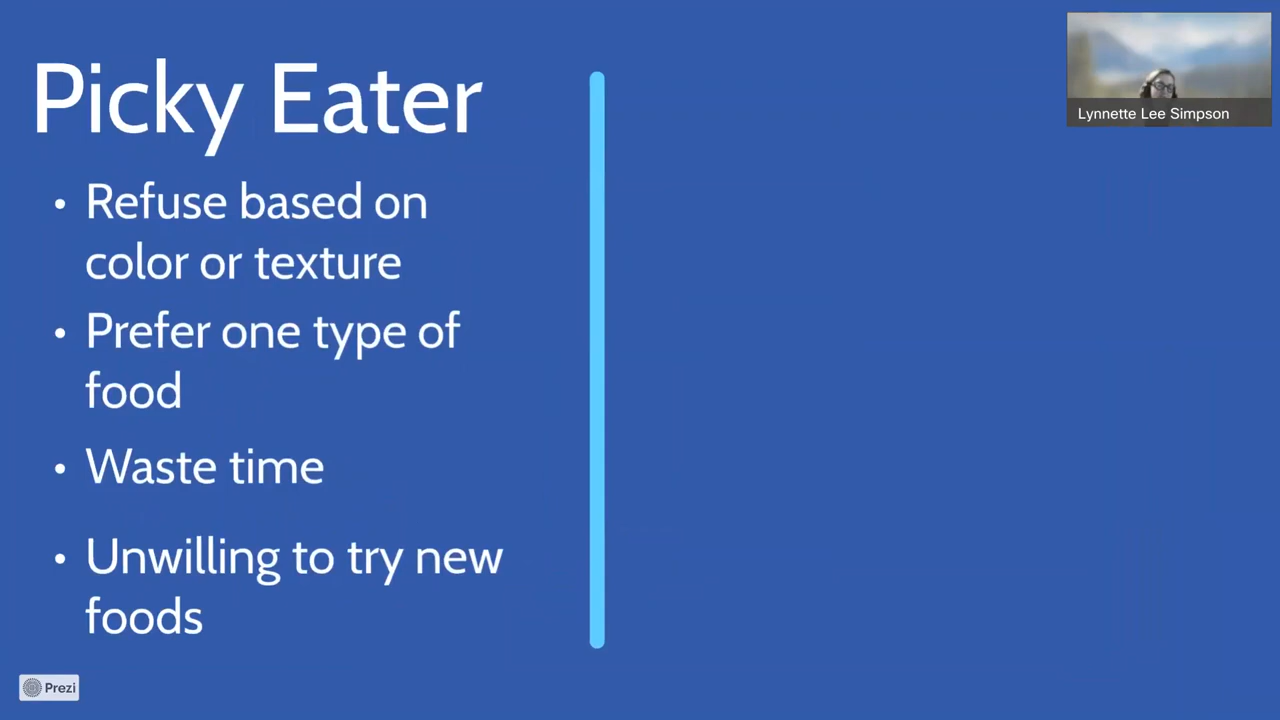 Picky Eater
• Refuse based on
color or texture
• Prefer one type of
food
• Waste time
• Unwilling to try new
foods
Lynnette Lee Simpson
Prezi